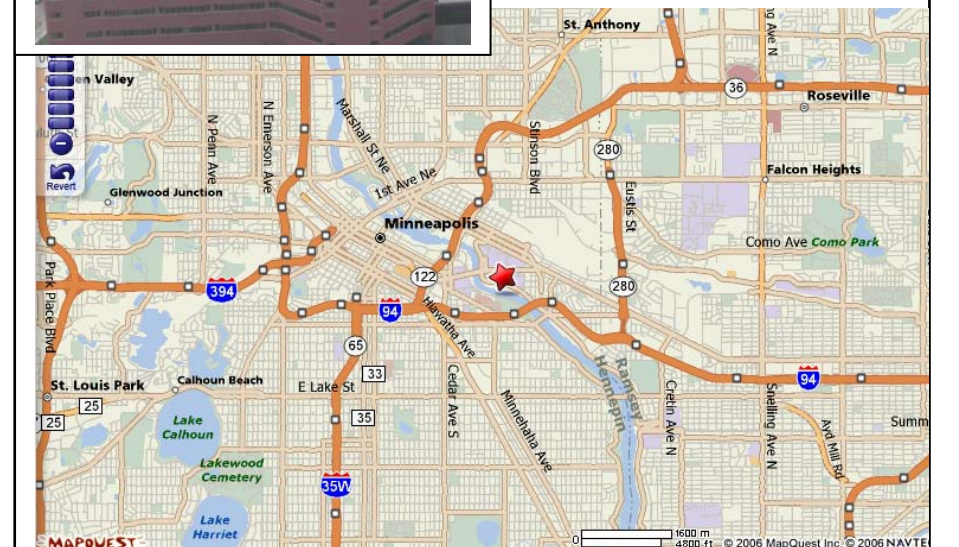 St. Anthony
en Valley
36
Roseville
N Penn Ave
N Emerson Ave
Marshall St Ne
Stinson Blvd
280
Revert
Glenwood Junction
1st Ave Ne
Falcon Heights
Eustis St
Minneapolis
Como Ave
Como Park
Park Place Blvd
394
122
280
94
Hiawatha Ave
65
33
St. Louis Park
Calhoun Beach
E Lake St
Cedar Ave S
Minnehaha Ave
Ramsey
Hennepin
Cretin Ave N
Snelling Ave N
94
25
25
35
Ayd Mill Rd
Summ
Lake
Calhoun
Lakewood
Cemetery
35W
Lake
Harriet
MAPQUEST
0
1600 m
4800 ft
© 2006 MapQuest Inc. © 2006 NAVTE